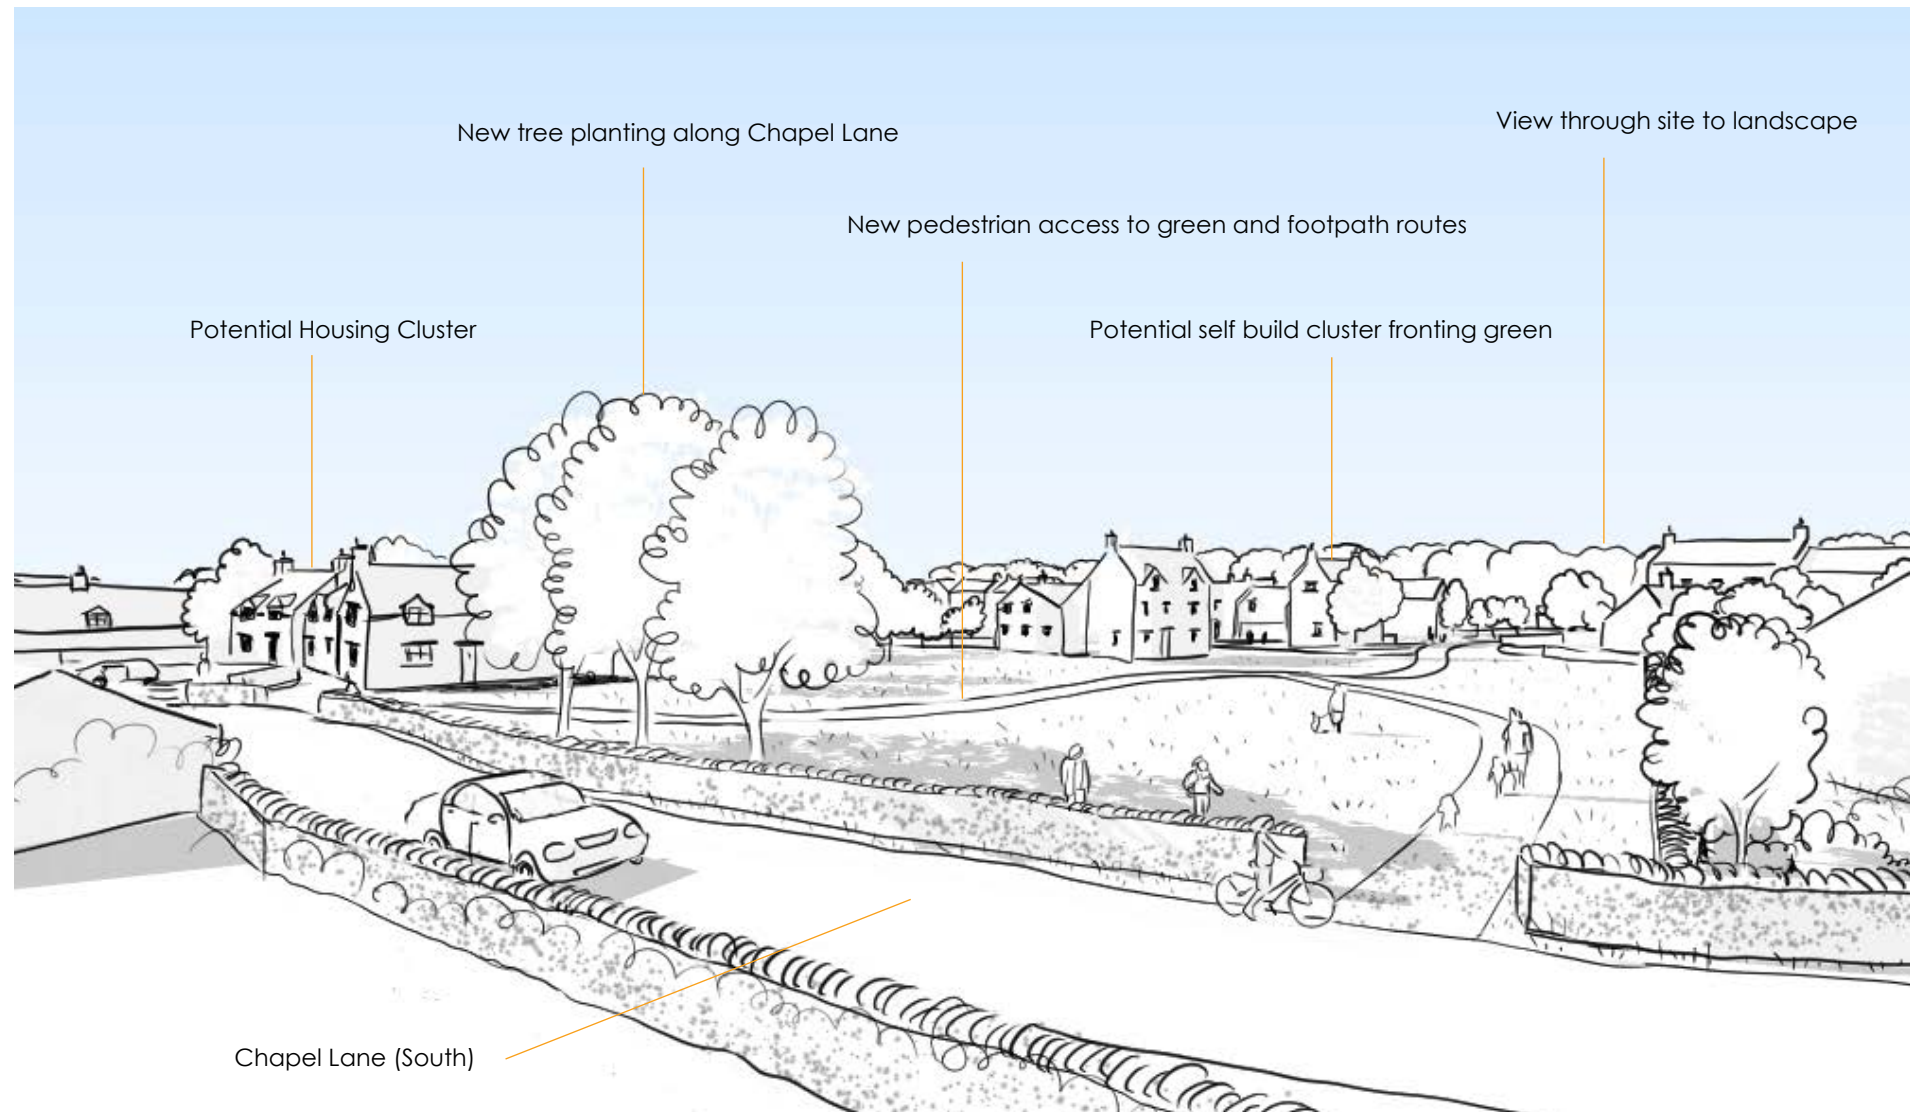 View through site to landscape
New tree planting along Chapel Lane
New pedestrian access to green and footpath routes
Potential Housing Cluster
Potential self build cluster fronting green
Chapel Lane (South)